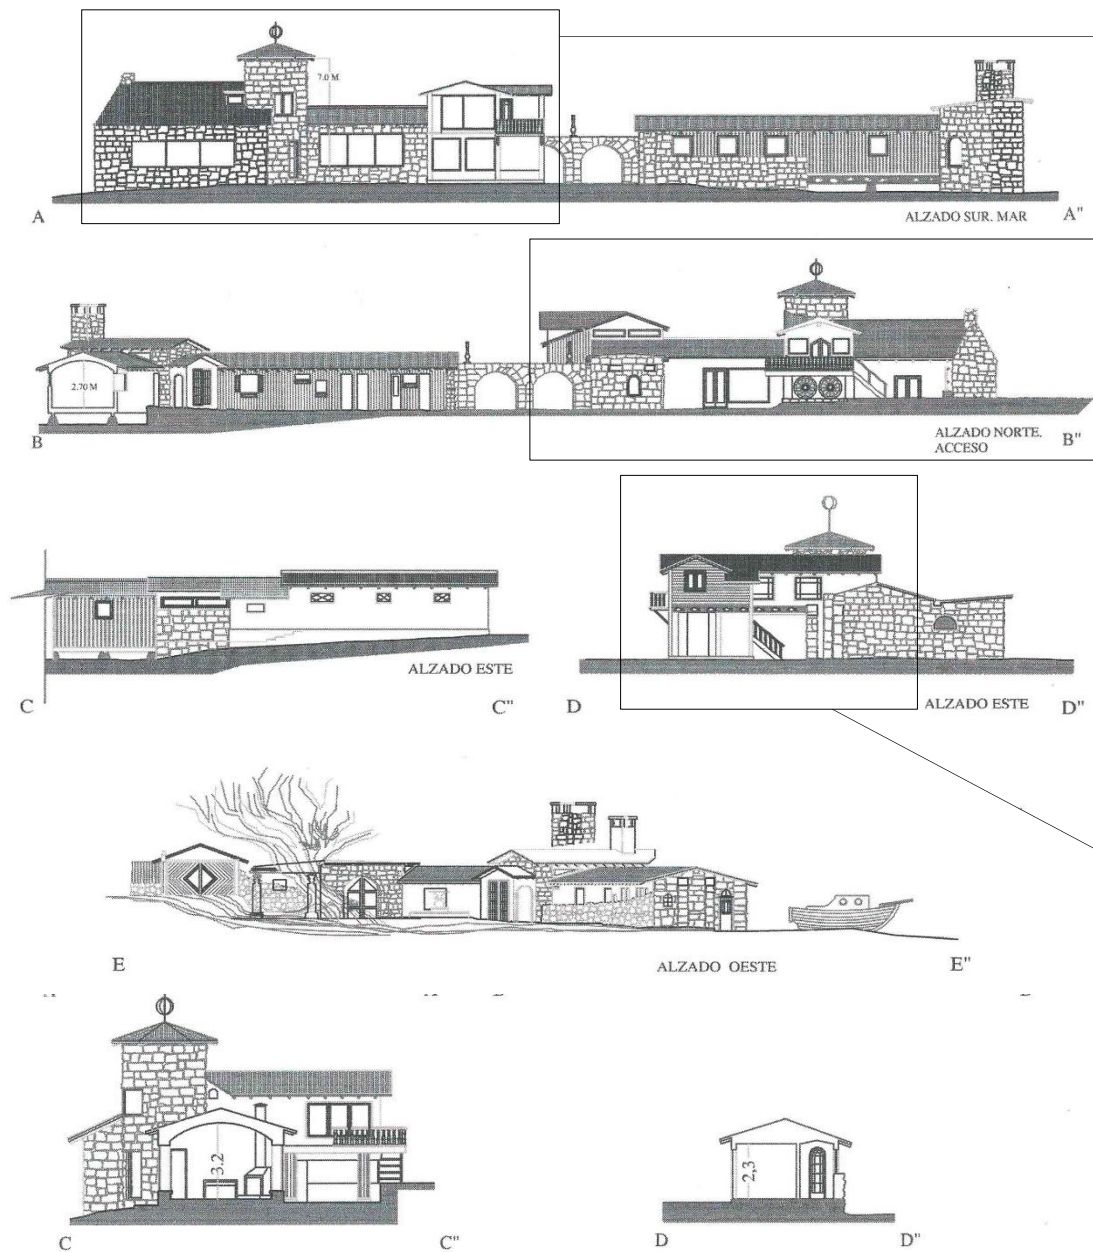 7.0 M
A
ALZADO SUR. MAR
A"
2.70 M
B
ALZADO NORTE.
ACCESO
B"
ALZADO ESTE
C
C"
D
ALZADO ESTE
D"
E
ALZADO OESTE
E"
3.2
2,3
C
C"
D
D"